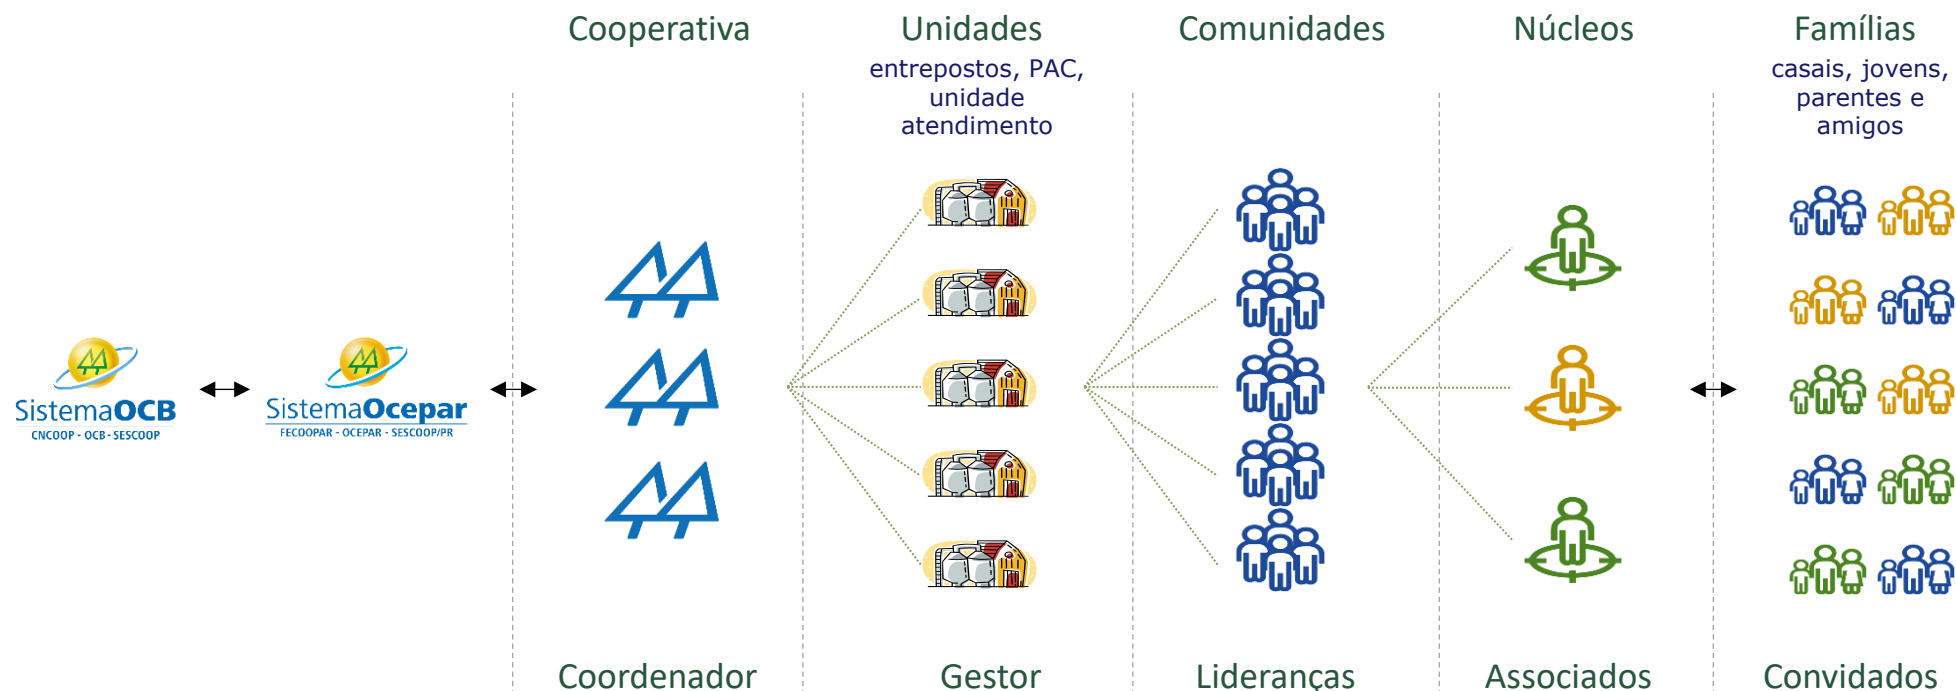 Cooperativa
Unidades
Comunidades
Núcleos
Famílias
entrepostos, PAC,
unidade
atendimento
casais, jovens,
parentes e
amigos
SistemaOCB
CNCOOP - OCB - SESCOOP
SistemaOcepar
FECOOPAR - OCEPAR - SESCOOP/PR
Coordenador
Gestor
Lideranças
Associados
Convidados